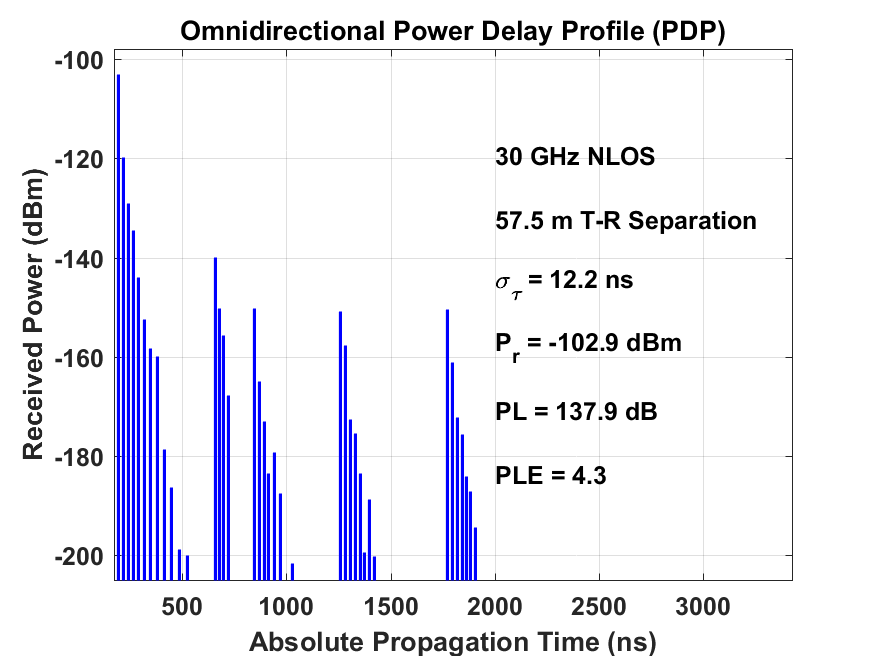 Omnidirectional Power Delay Profile (PDP)
-100
-120
-140
-160
-180
-200
Received Power (dBm)
30 GHz NLOS
57.5 m T-R Separation
σ_τ = 12.2 ns
P_r = -102.9 dBm
PL = 137.9 dB
PLE = 4.3
500 1000 1500 2000 2500 3000
Absolute Propagation Time (ns)